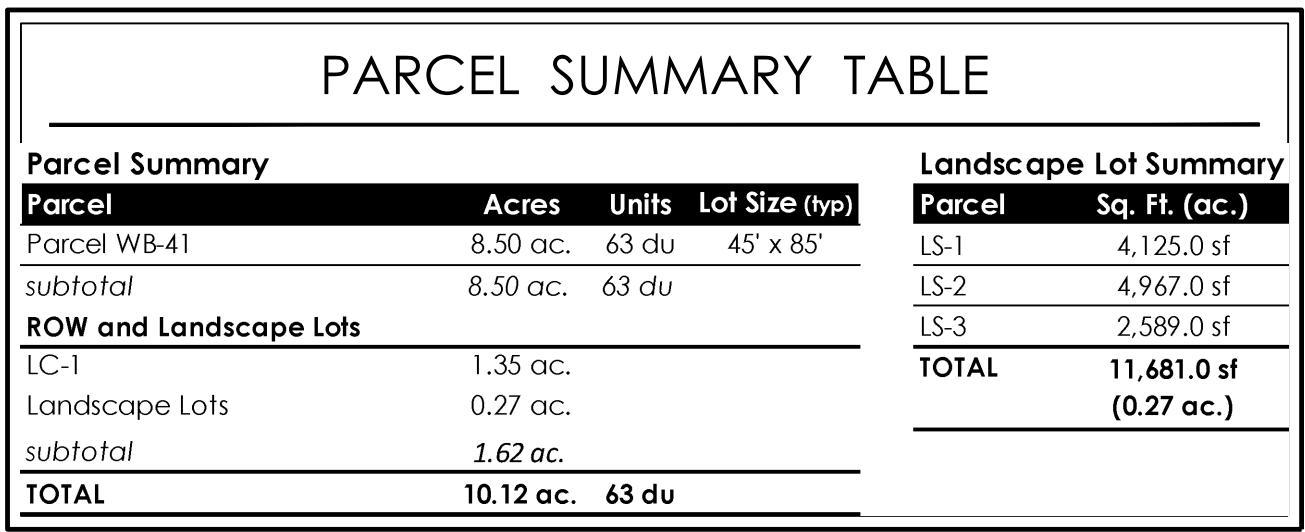 PARCEL SUMMARY TABLE
Parcel Summary
Parcel Acres Units Lot Size (typ)
Parcel WB-41 8.50 ac. 63 du 45' x 85'
subtotal 8.50 ac. 63 du
ROW and Landscape Lots
LC-1 1.35 ac.
Landscape Lots 0.27 ac.
subtotal 1.62 ac.
TOTAL 10.12 ac. 63 du
Landscape Lot Summary
Parcel Sq. Ft. (ac.)
LS-1 4,125.0 sf
LS-2 4,967.0 sf
LS-3 2,589.0 sf
TOTAL 11,681.0 sf
(0.27 ac.)